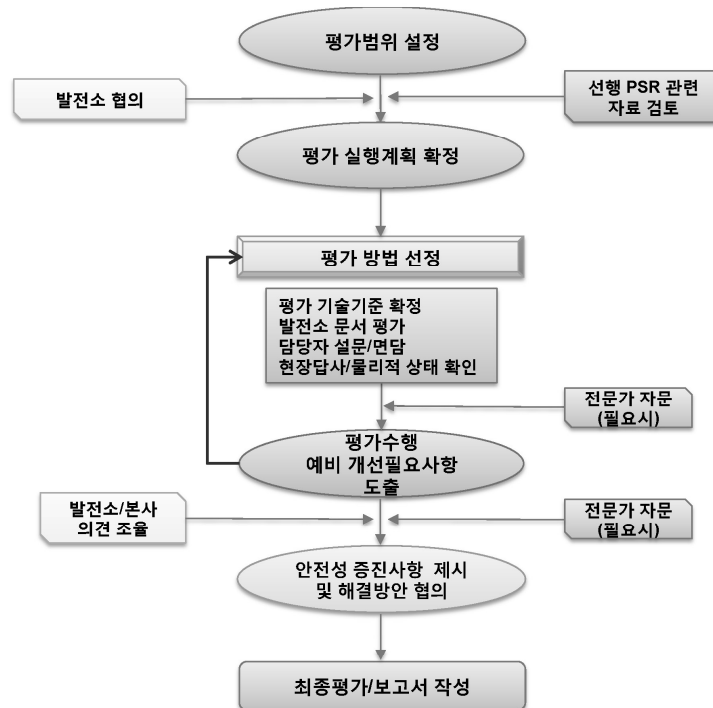 평가범위 설정
발전소 협의
선행 PSR 관련
자료 검토
평가 실행계획 확정
평가 방법 선정
평가 기술기준 확정
발전소 문서 평가
담당자 설문/면담
현장답사/물리적 상태 확인
전문가 자문
(필요시)
평가수행
예비 개선필요사항
도출
발전소/본사
의견 조율
전문가 자문
(필요시)
안전성 증진사항 제시
및 해결방안 협의
최종평가/보고서 작성